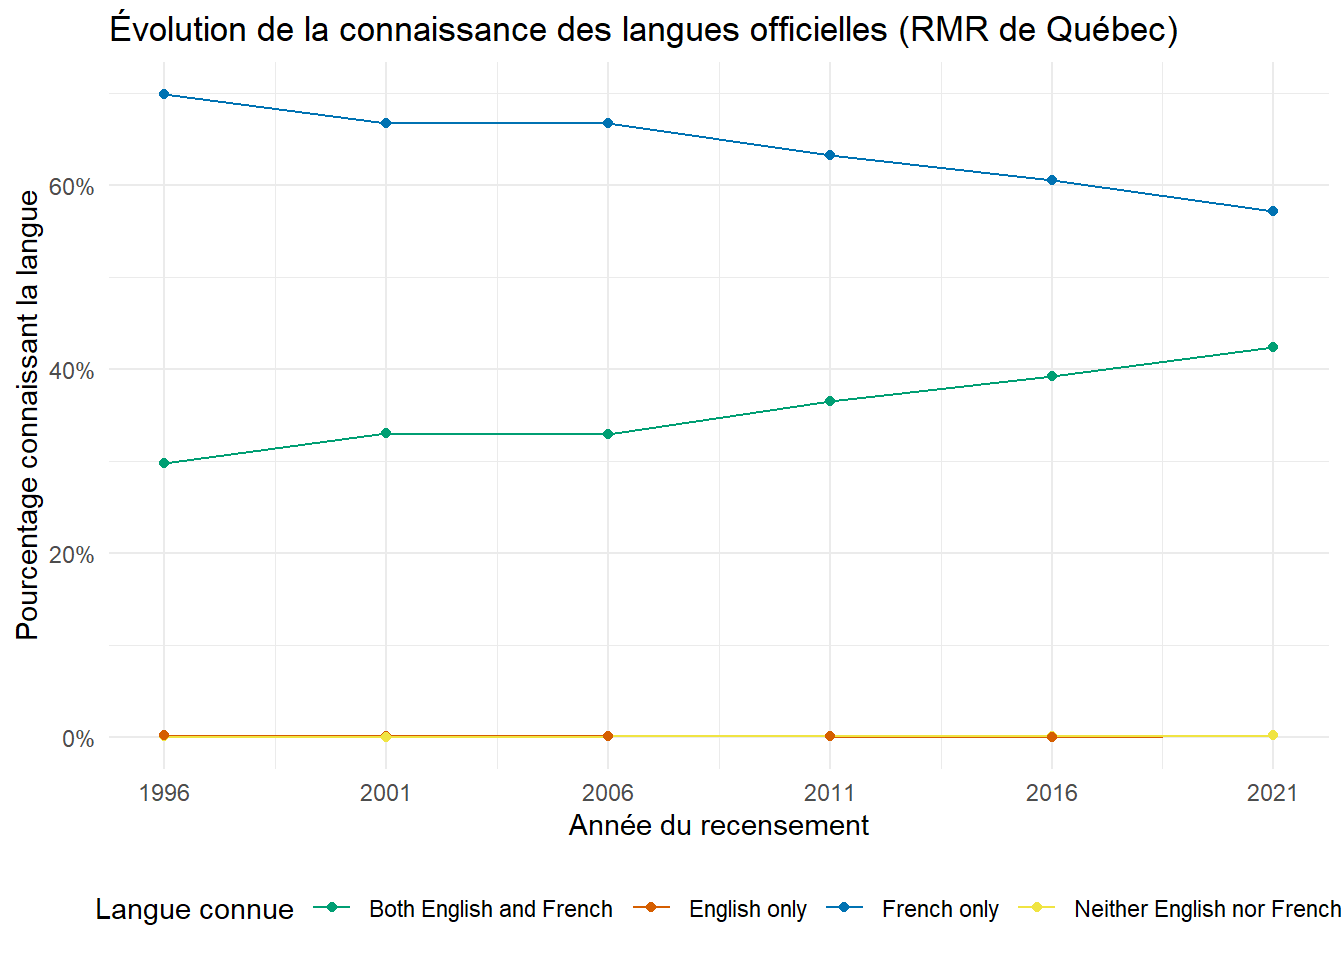 Évolution de la connaissance des langues officielles (RMR de Québec)
Pourcentage connaissant la langue
60%
40%
20%
0%
1996 2001 2006 2011 2016 2021
Année du recensement
Langue connue Both English and French English only French only Neither English nor French